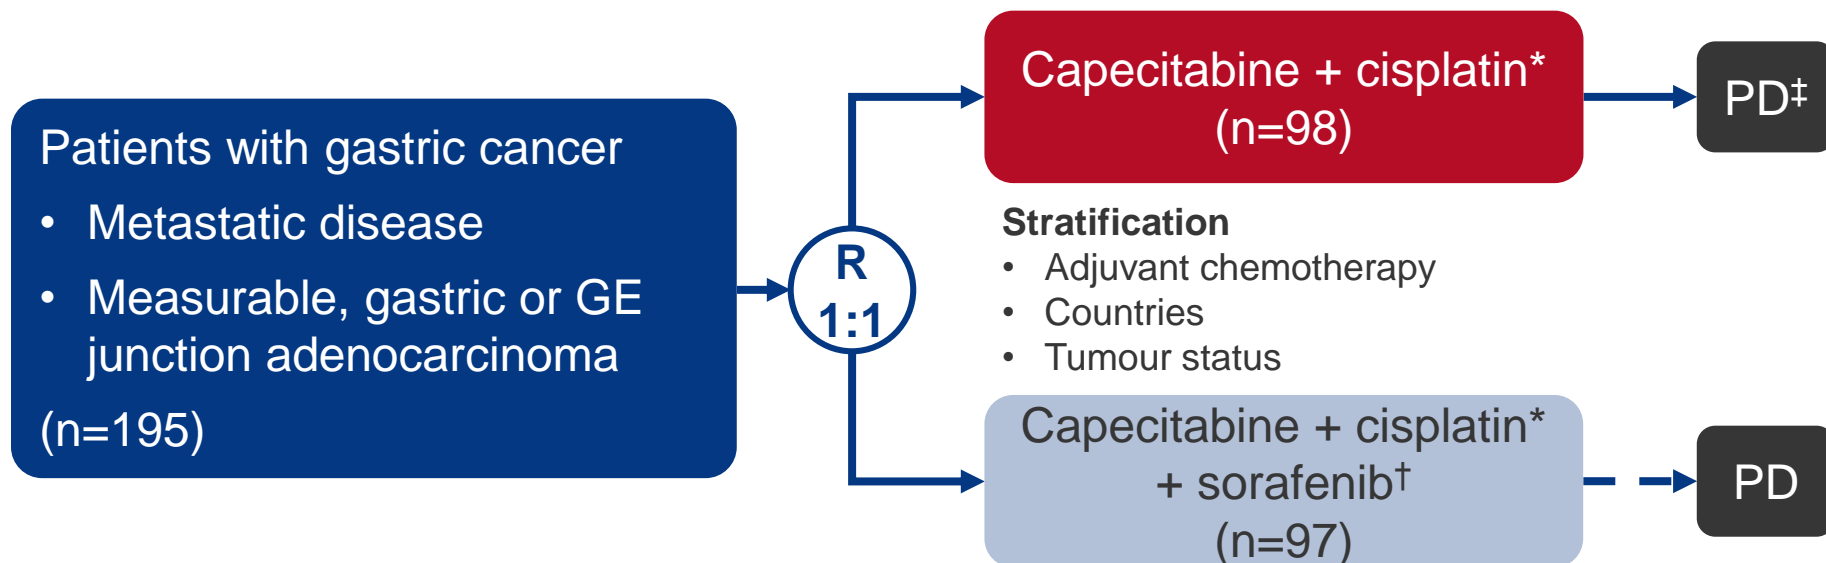 Patients with gastric cancer
• Metastatic disease
• Measurable, gastric or GE
junction adenocarcinoma
(n=195)
R
1:1
Capecitabine + cisplatin*
(n=98)
PD‡
Stratification
• Adjuvant chemotherapy
• Countries
• Tumour status
Capecitabine + cisplatin*
+ sorafenib†
(n=97)
PD